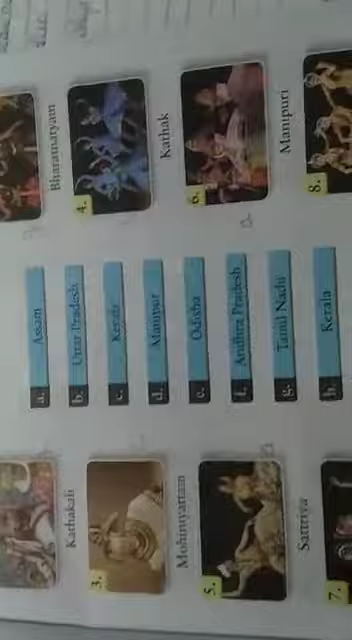 Kathakali
Bharatnatyam
3.
4.
Mohiniyattam
Kathak
5.
6.
Sattriya
Manipuri
7.
8.
a. Assam
b. Uttar Pradesh
c. Kerala
d. Manipur
e. Odisha
f. Andhra Pradesh
g. Tamil Nadu
h. Kerala